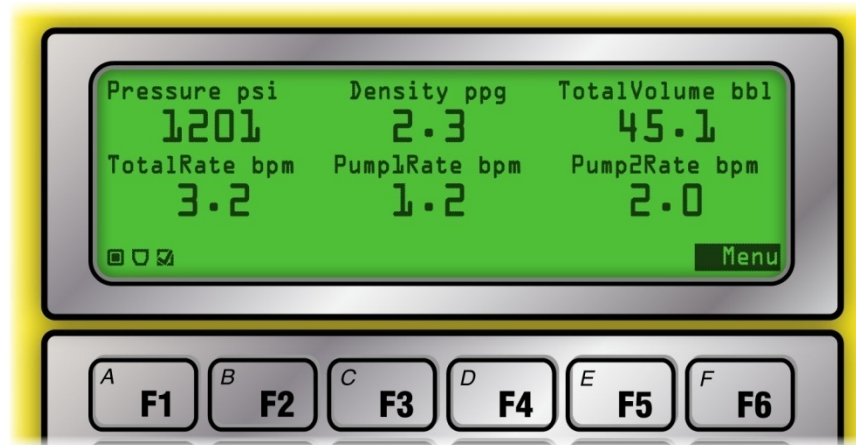 Pressure psi Density ppg TotalVolume bbl
1201 2.3 45.1
TotalRate bpm Pump1Rate bpm Pump2Rate bpm
3.2 1.2 2.0
Menu
A F1 B F2 C F3 D F4 E F5 F F6